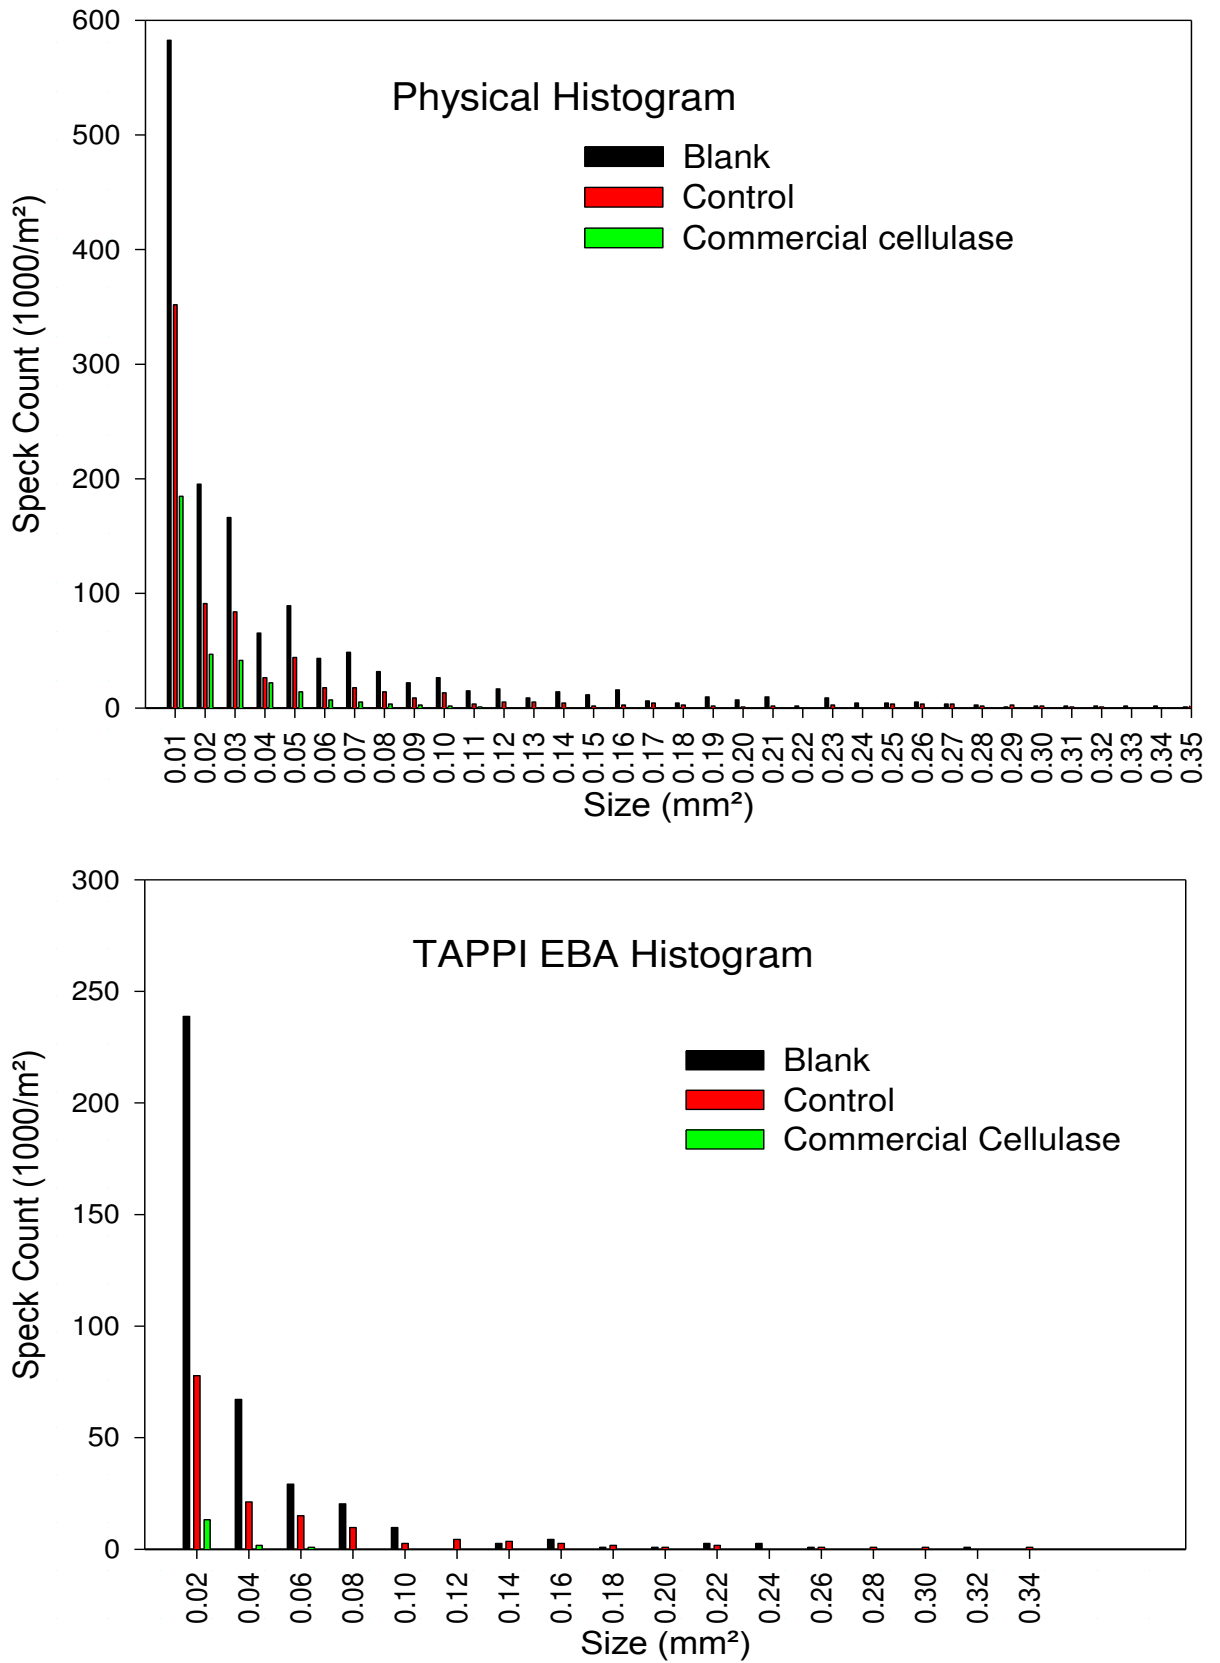 Physical Histogram
Blank
Control
Commercial cellulase
Speck Count (1000/m²)
600
500
400
300
200
100
0
0.01 0.02 0.03 0.04 0.05 0.06 0.07 0.08 0.09 0.10 0.11 0.12 0.13 0.14 0.15 0.16 0.17 0.18 0.19 0.20 0.21 0.22 0.23 0.24 0.25 0.26 0.27 0.28 0.29 0.30 0.31 0.32 0.33 0.34 0.35
Size (mm²)
TAPPI EBA Histogram
Blank
Control
Commercial Cellulase
Speck Count (1000/m²)
300
250
200
150
100
50
0
0.02 0.04 0.06 0.08 0.10 0.12 0.14 0.16 0.18 0.20 0.22 0.24 0.26 0.28 0.30 0.32 0.34
Size (mm²)